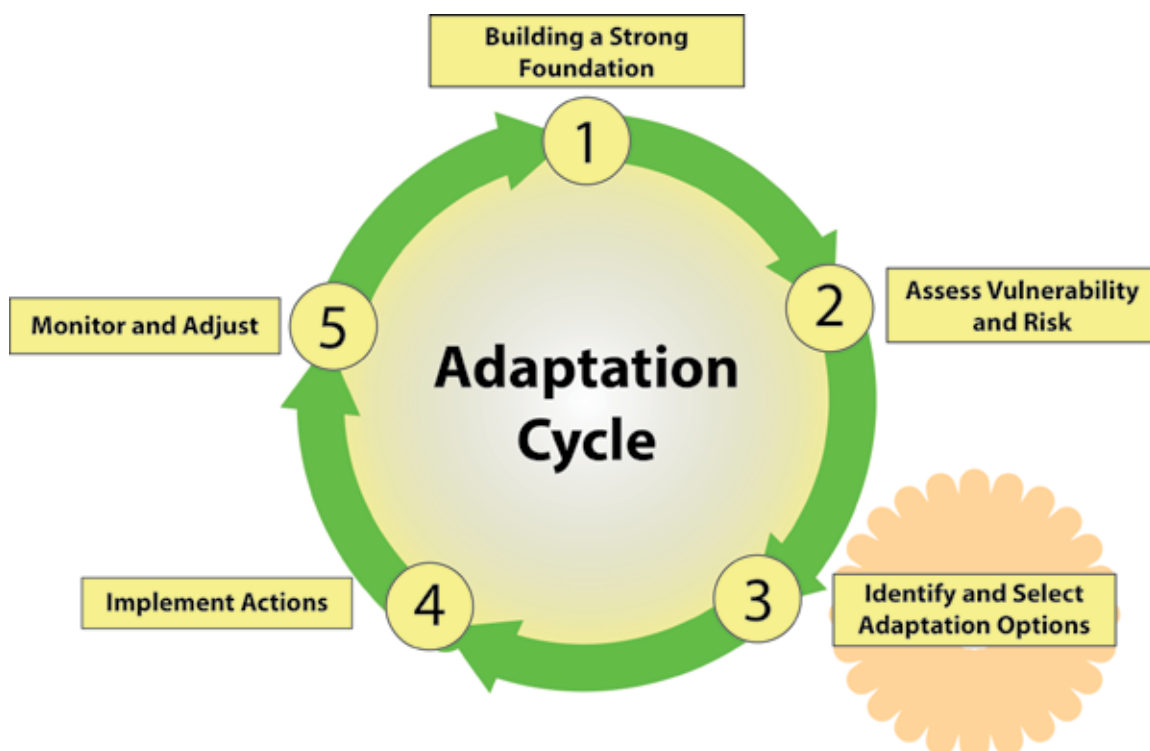 Building a Strong
Foundation
1
2
Assess Vulnerability
and Risk
3
Identify and Select
Adaptation Options
4
Implement Actions
5
Monitor and Adjust
Adaptation
Cycle